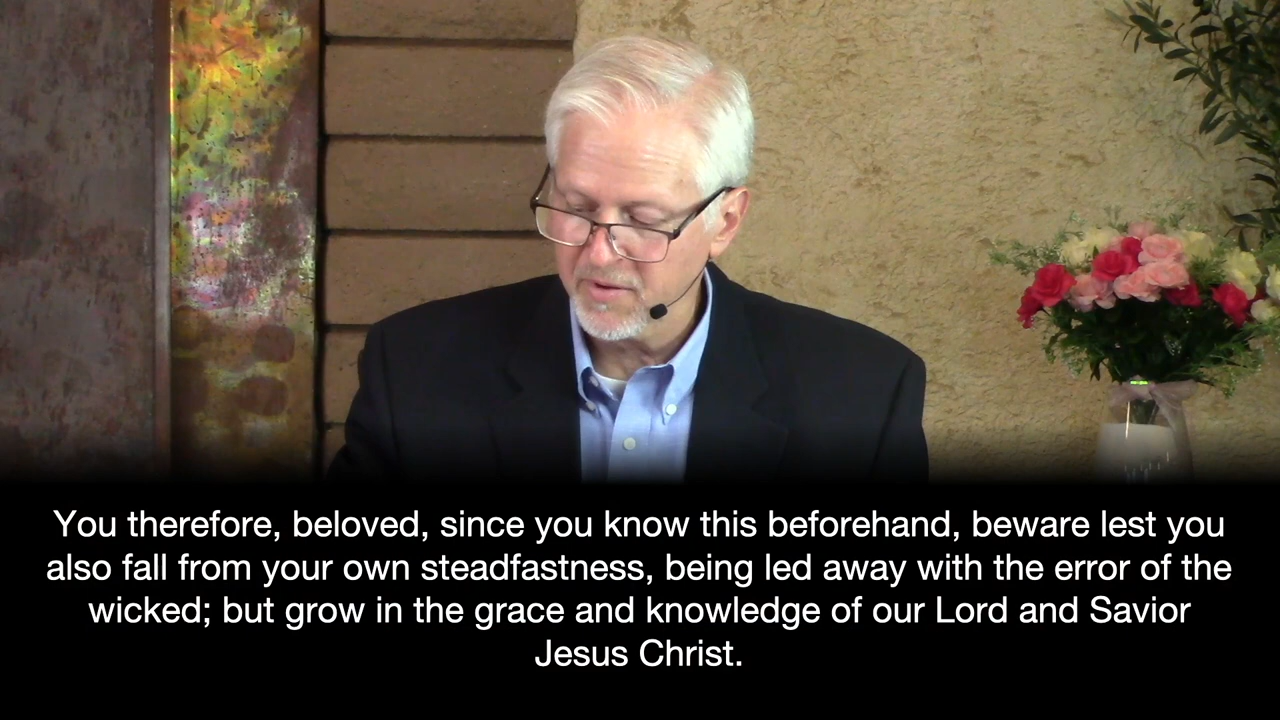 You therefore, beloved, since you know this beforehand, beware lest you
also fall from your own steadfastness, being led away with the error of the
wicked; but grow in the grace and knowledge of our Lord and Savior
Jesus Christ.